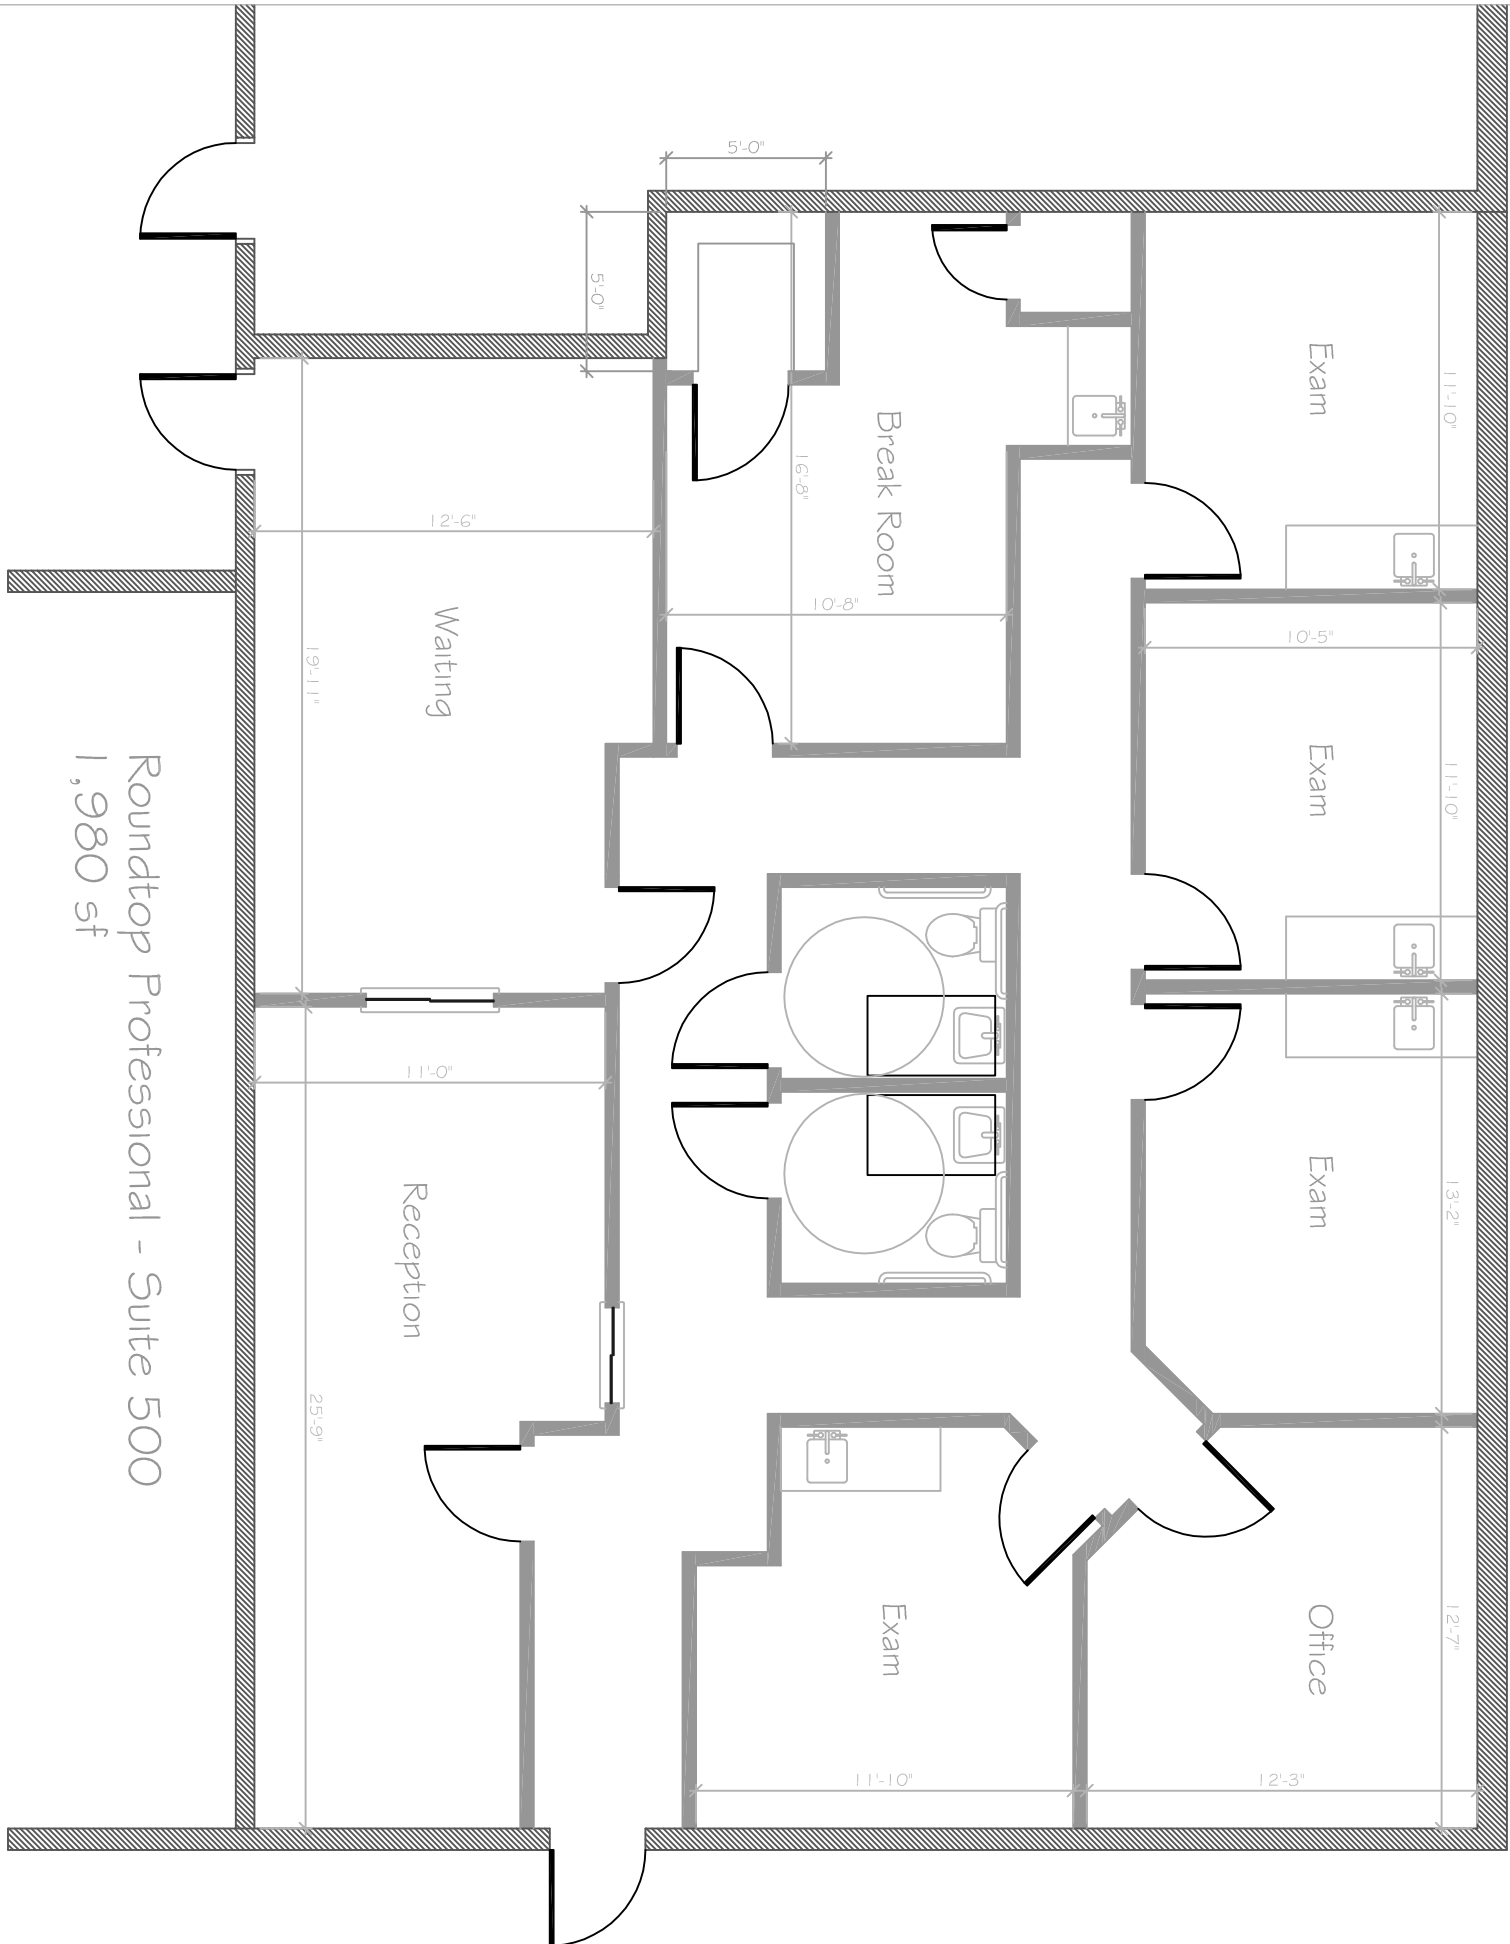 5'-0"
5'-0"
16'-8"
Exam
11'-10"
Break Room
12'-6"
10'-8"
Waiting
19'-11"
10'-5"
Exam
11'-10"
11'-0"
Reception
25'-9"
Exam
13'-2"
Exam
11'-10"
Office
12'-7"
12'-3"
Roundtop Professional - Suite 500
1,980 sf